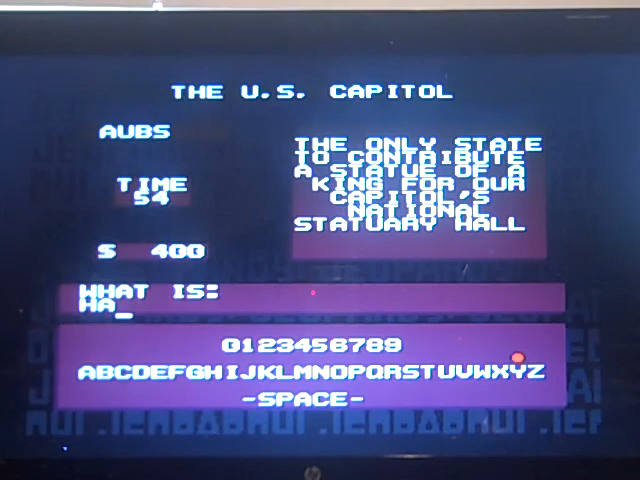 THE U.S. CAPITOL
AUBS
TIME
54
$ 400
THE ONLY STATE
TO CONTRIBUTE
A STATUE OF A
KING FOR OUR
CAPITOL'S
NATIONAL
STATUARY HALL
WHAT IS:
HA_
0123456789
ABCDEFGHIJKLMNOPQRSTUVWXYZ
-SPACE-
hp